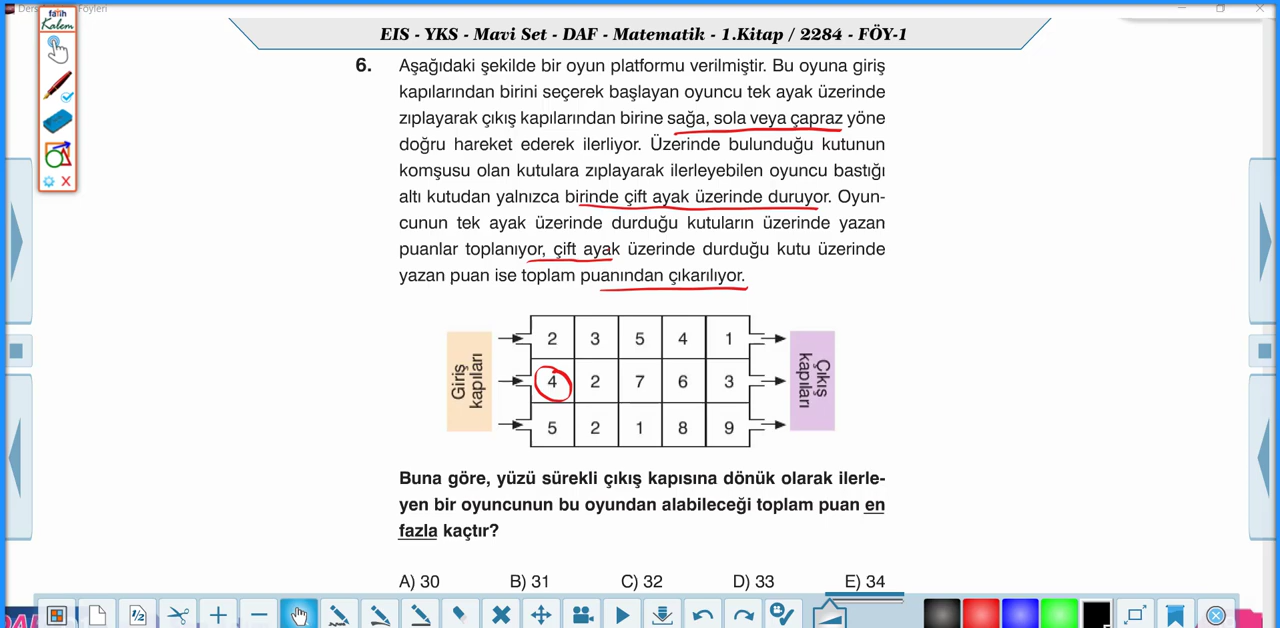 fatih
Kalem
EIS - YKS - Mavi Set - DAF - Matematik - 1.Kitap / 2284 - FÖY-1
6. Aşağıdaki şekilde bir oyun platformu verilmiştir. Bu oyuna giriş
kapılarından birini seçerek başlayan oyuncu tek ayak üzerinde
zıplayarak çıkış kapılarından birine sağa, sola veya çapraz yöne
doğru hareket ederek ilerliyor. Üzerinde bulunduğu kutunun
komşusu olan kutulara zıplayarak ilerleyebilen oyuncu bastığı
altı kutudan yalnızca birinde çift ayak üzerinde duruyor. Oyun-
cunun tek ayak üzerinde durduğu kutuların üzerinde yazan
puanlar toplanıyor, çift ayak üzerinde durduğu kutu üzerinde
yazan puan ise toplam puanından çıkarılıyor.
Giriş kapıları
2 3 5 4 1
4 2 7 6 3
5 2 1 8 9
Çıkış kapıları
Buna göre, yüzü sürekli çıkış kapısına dönük olarak ilerle-
yen bir oyuncunun bu oyundan alabileceği toplam puan en
fazla kaçtır?
A) 30 B) 31 C) 32 D) 33 E) 34
1/2